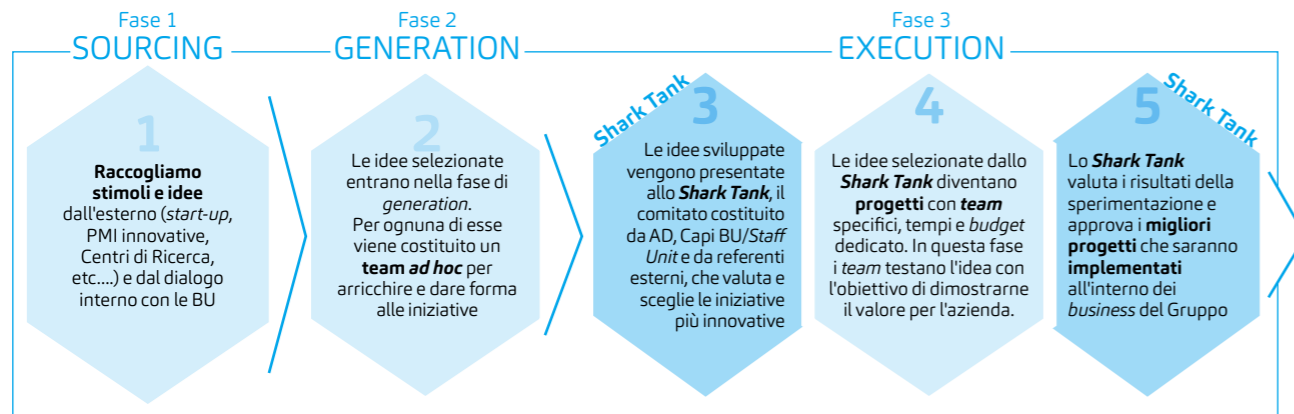 Fase 1
SOURCING
1
Raccogliamo
stimoli e idee
dall'esterno (start-up,
PMI innovative,
Centri di Ricerca,
etc....) e dal dialogo
interno con le BU
Fase 2
GENERATION
2
Le idee selezionate
entrano nella fase di
generation.
Per ognuna di esse
viene costituito un
team ad hoc per
arricchire e dare forma
alle iniziative
Fase 3
EXECUTION
Shark Tank
3
Le idee sviluppate
vengono presentate
allo Shark Tank, il
comitato costituito
da AD, Capi BU/Staff
Unit e da referenti
esterni, che valuta e
sceglie le iniziative
più innovative
4
Le idee selezionate dallo
Shark Tank diventano
progetti con team
specifici, tempi e budget
dedicato. In questa fase
i team testano l'idea con
l'obiettivo di dimostrarne
il valore per l'azienda.
Shark Tank
5
Lo Shark Tank
valuta i risultati della
sperimentazione e
approva i migliori
progetti che saranno
implementati
all'interno dei
business del Gruppo